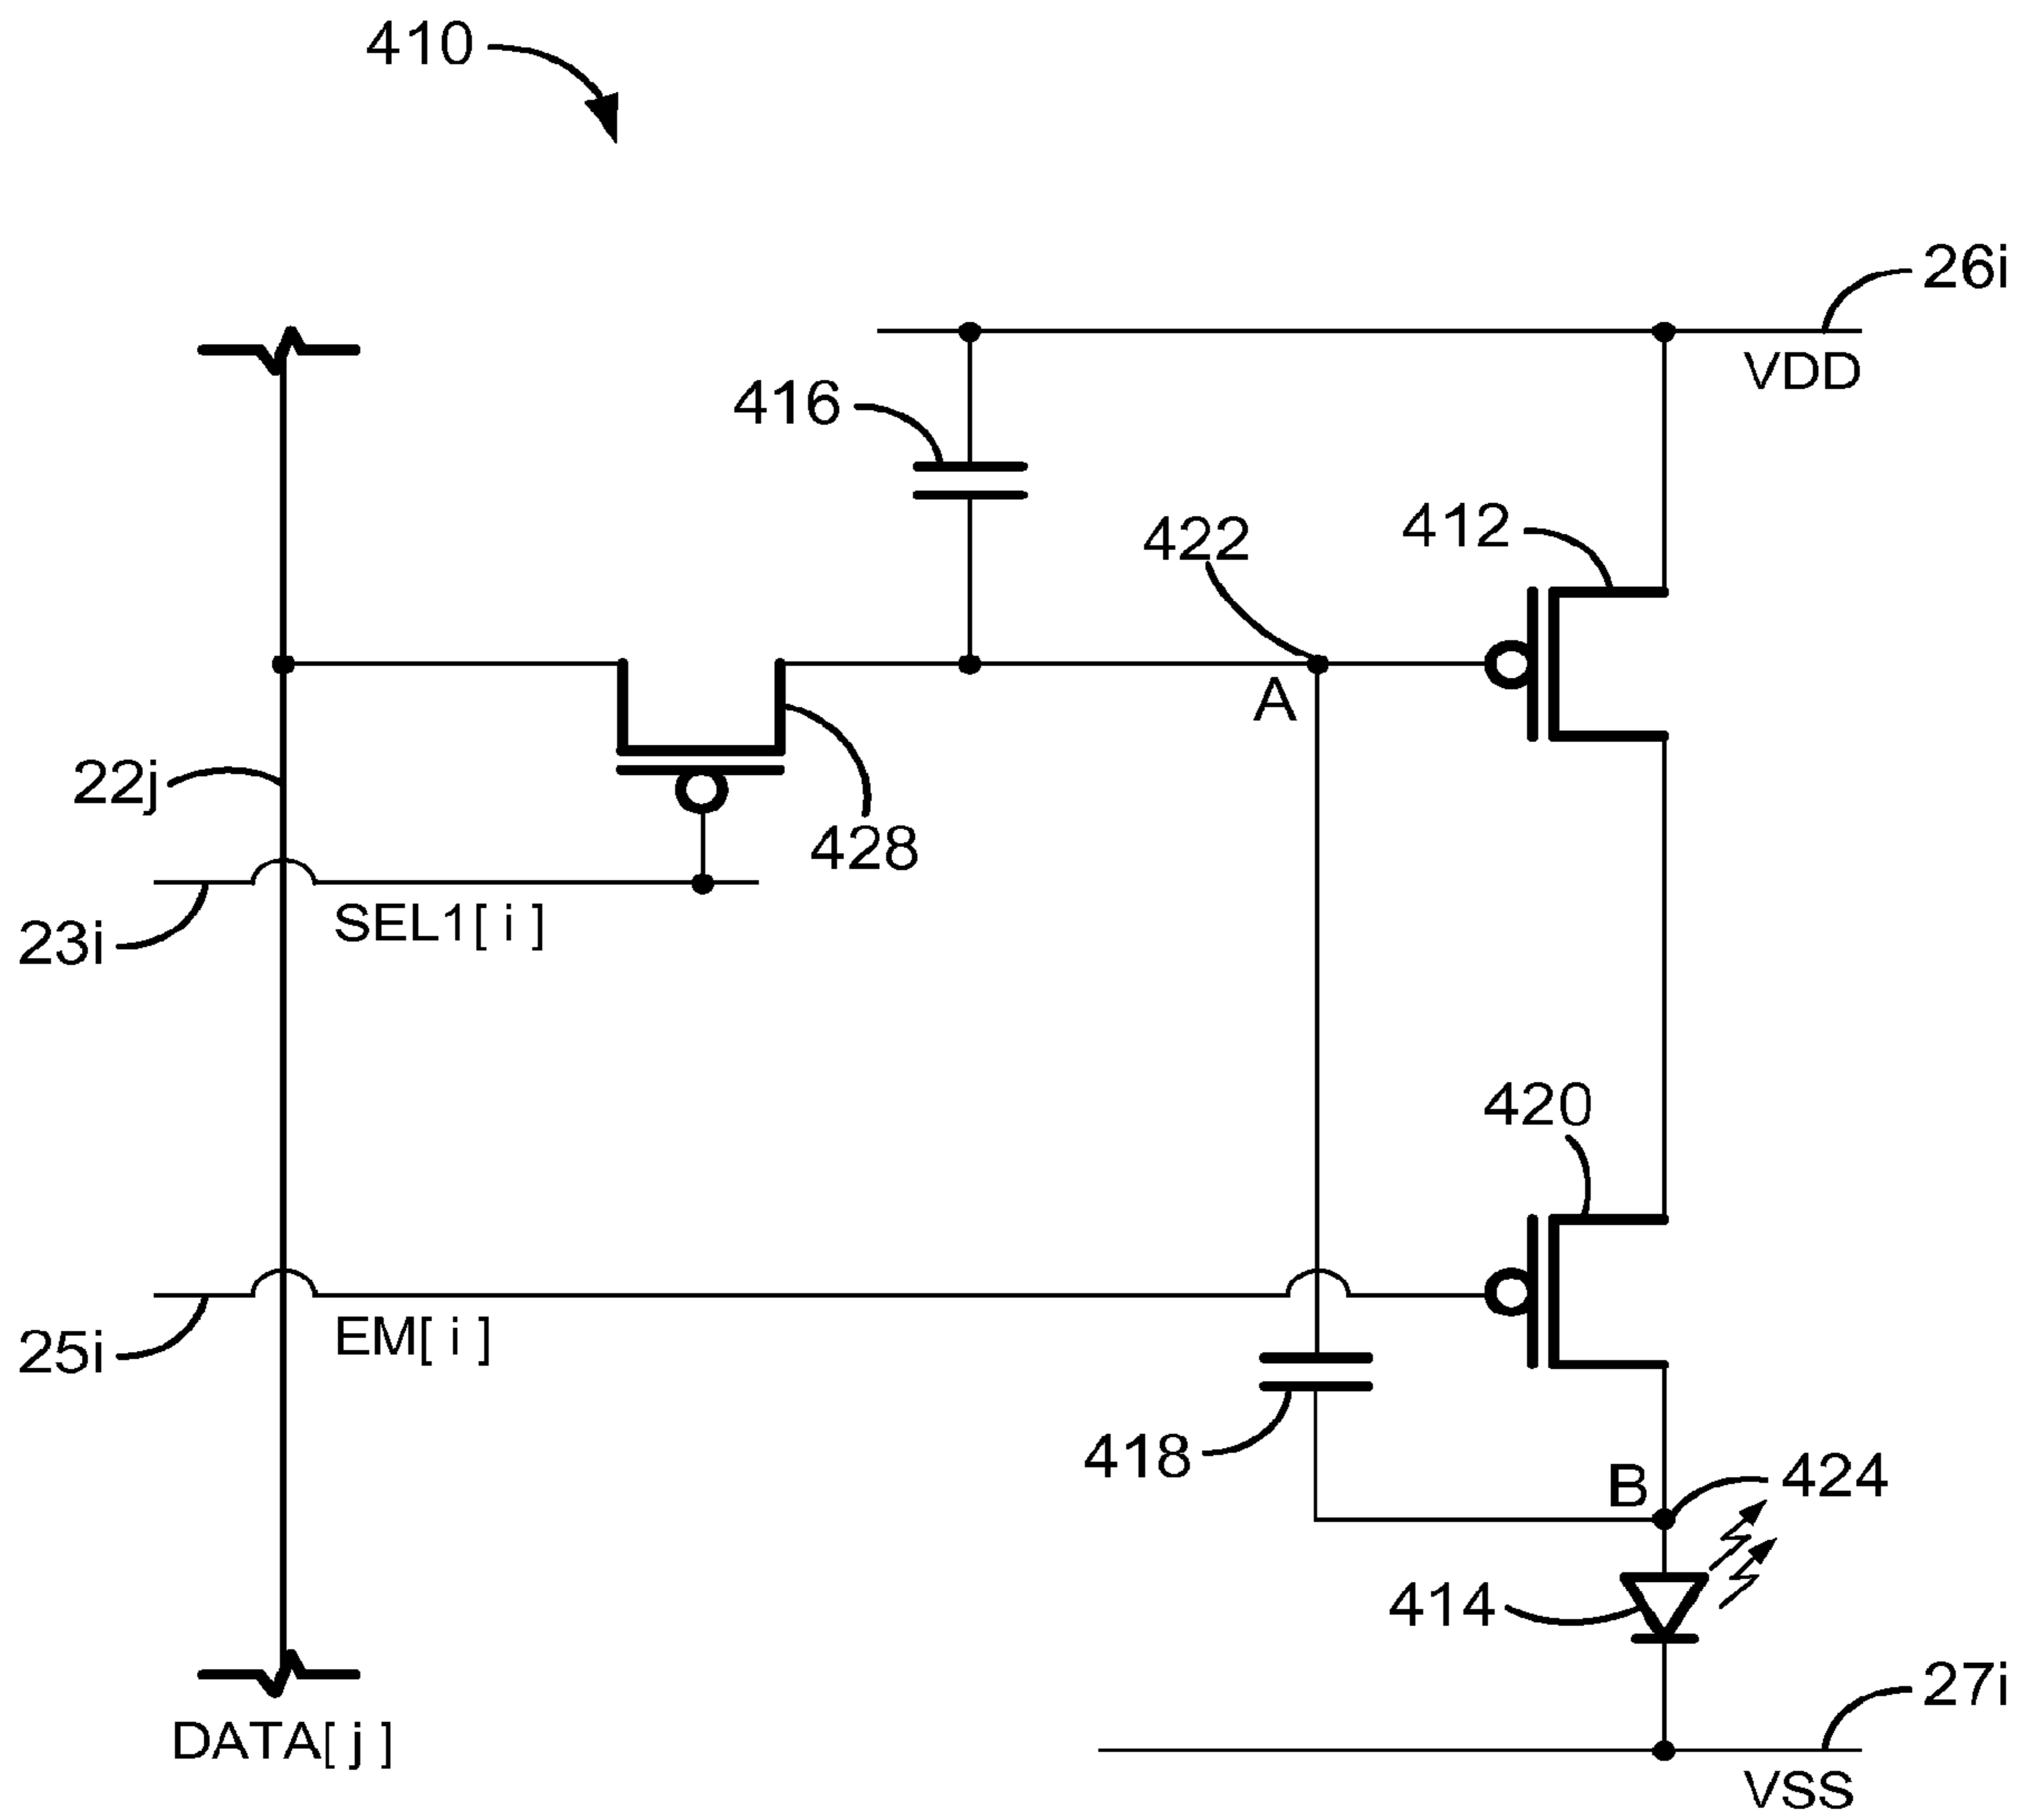 410
26i
VDD
416
422
412
A
22j
428
23i
SEL1[ i ]
420
25i
EM[ i ]
418
B
424
414
27i
DATA[ j ]
VSS